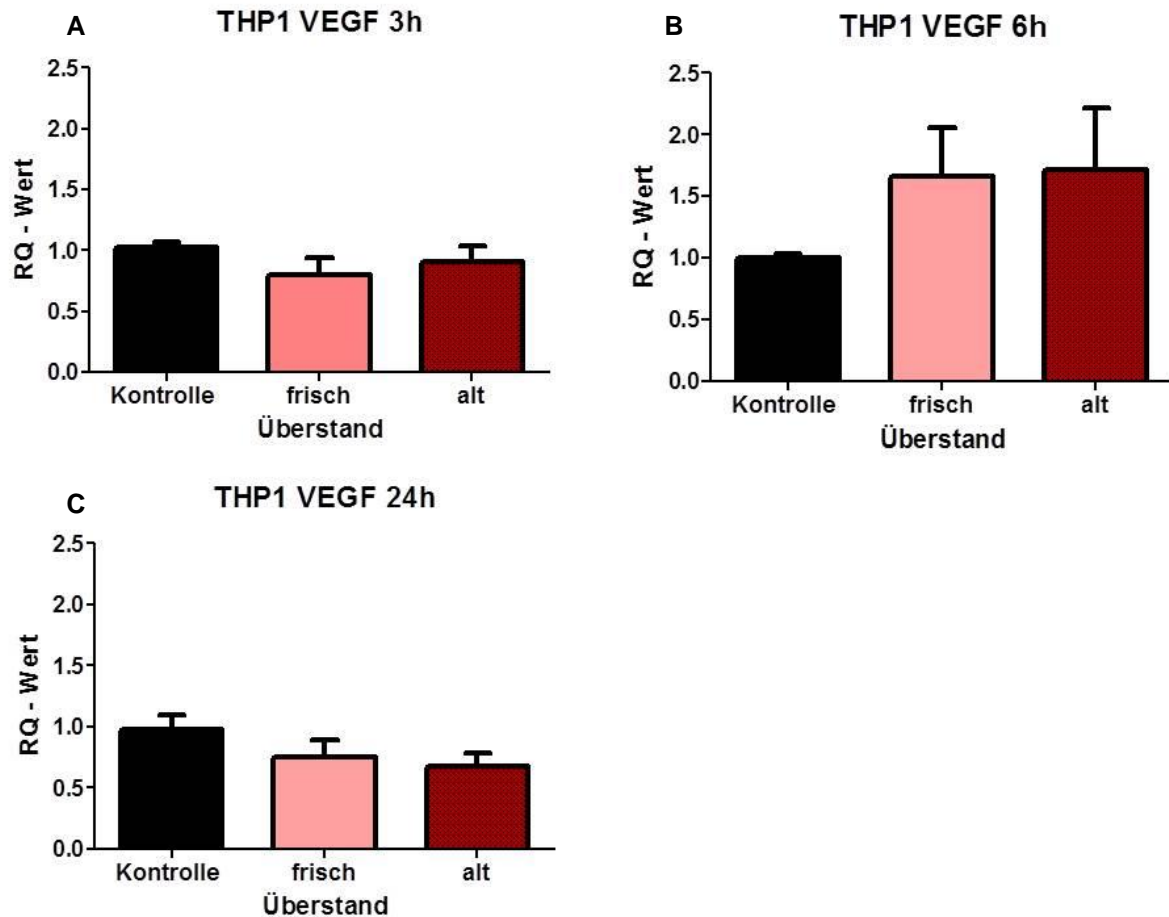 A
THP1 VEGF 3h
RQ - Wert
2.5
2.0
1.5
1.0
0.5
0.0
Kontrolle frisch alt
Überstand
B
THP1 VEGF 6h
RQ - Wert
2.5
2.0
1.5
1.0
0.5
0.0
Kontrolle frisch alt
Überstand
C
THP1 VEGF 24h
RQ - Wert
2.5
2.0
1.5
1.0
0.5
0.0
Kontrolle frisch alt
Überstand